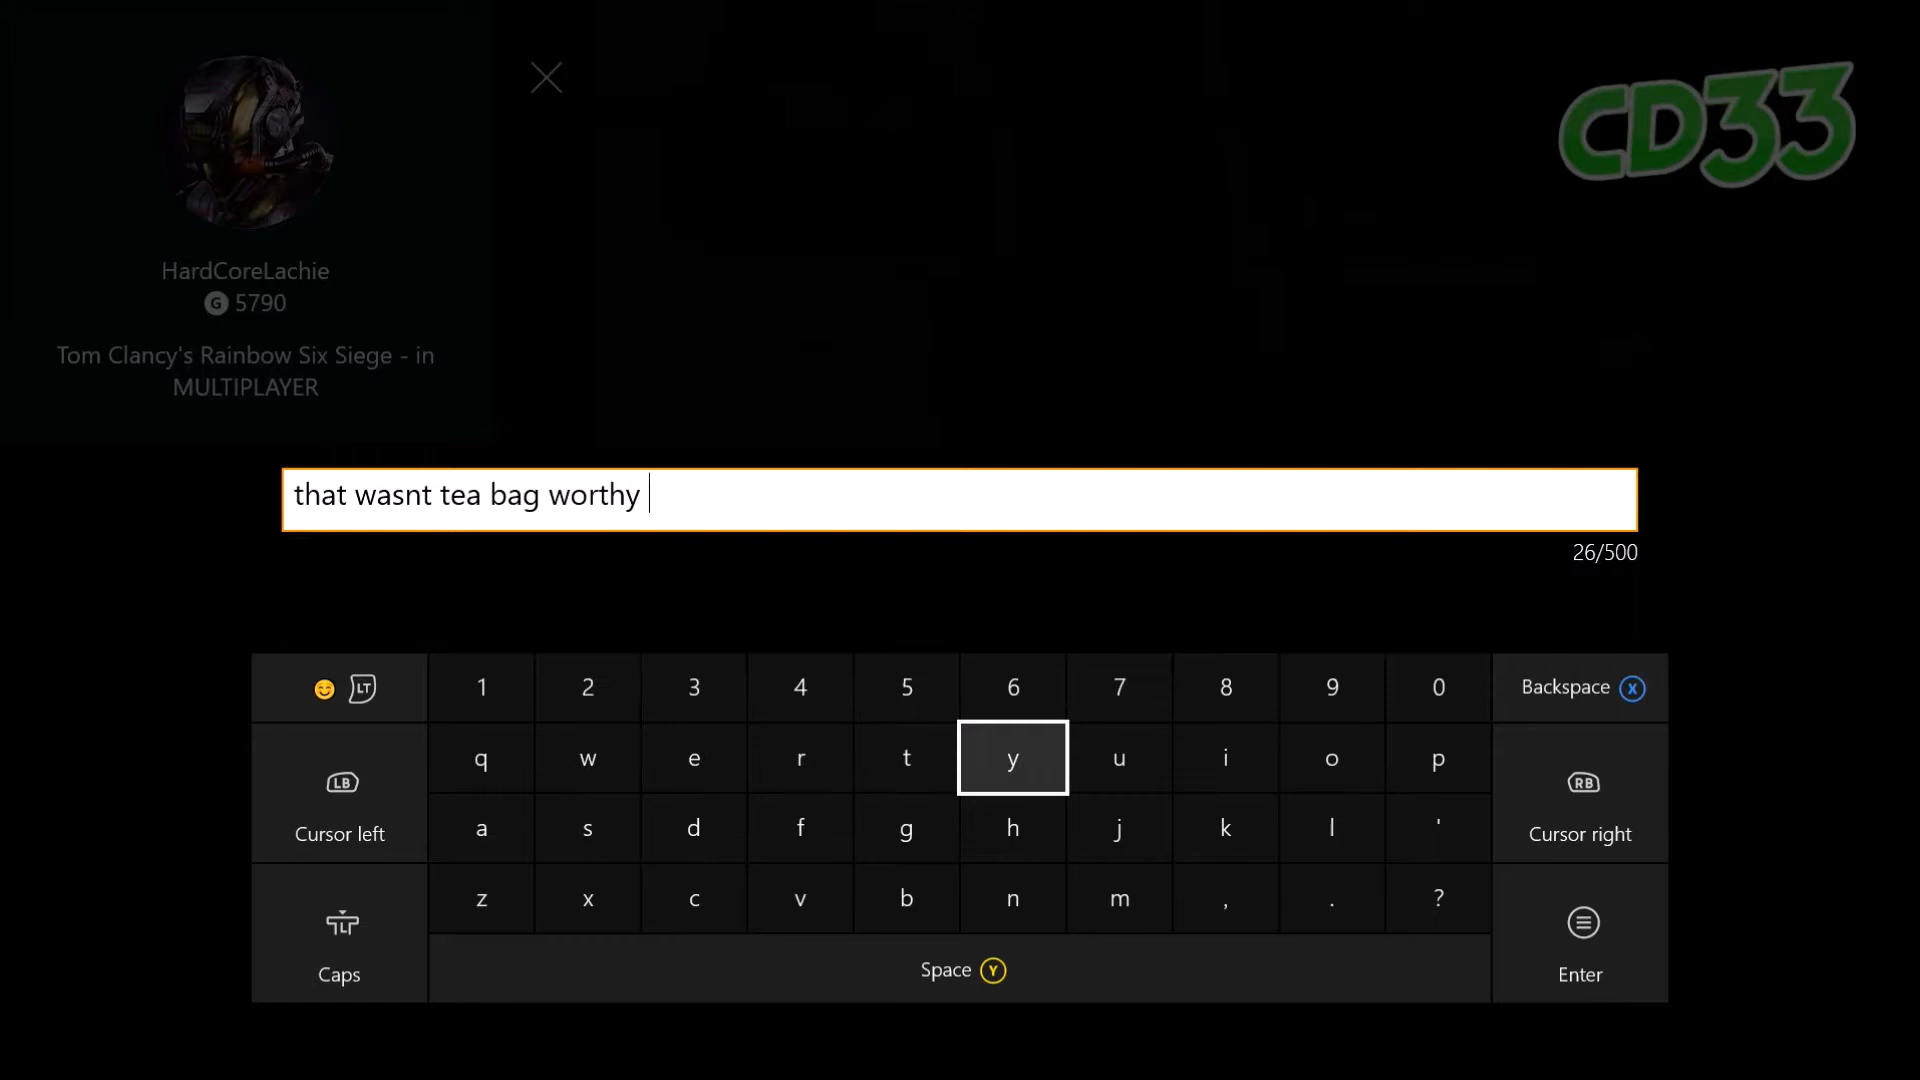 CD33
HardCoreLachie
G 5790
Tom Clancy's Rainbow Six Siege - in
MULTIPLAYER
that wasnt tea bag worthy
26/500
LT 1 2 3 4 5 6 7 8 9 0 Backspace X
q w e r t y u i o p
LB RB
Cursor left a s d f g h j k l ' Cursor right
z x c v b n m , . ?
Caps Space Y Enter